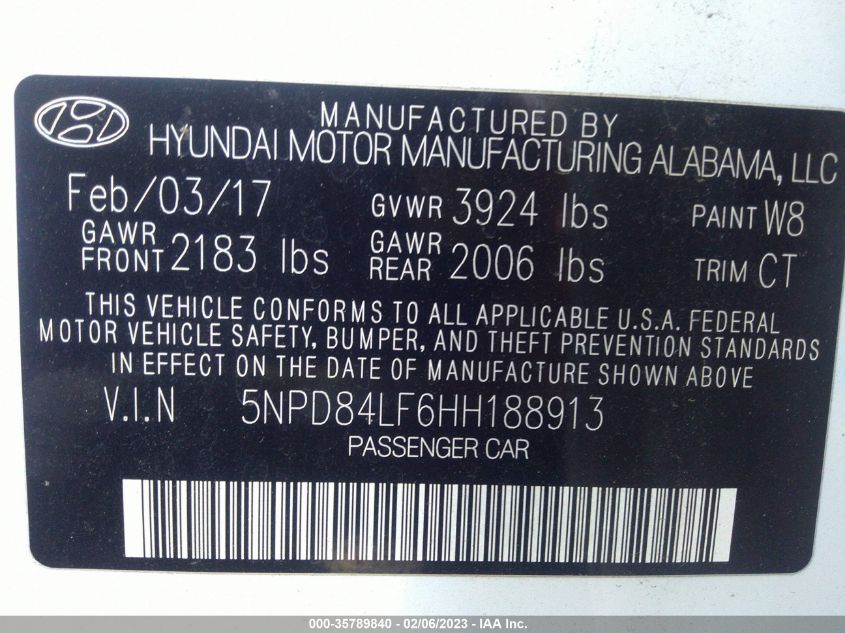 MANUFACTURED BY
HYUNDAI MOTOR MANUFACTURING ALABAMA, LLC
Feb/03/17 GVWR 3924 lbs PAINT W8
GAWR FRONT 2183 lbs GAWR REAR 2006 lbs TRIM CT
THIS VEHICLE CONFORMS TO ALL APPLICABLE U.S.A. FEDERAL
MOTOR VEHICLE SAFETY, BUMPER, AND THEFT PREVENTION STANDARDS
IN EFFECT ON THE DATE OF MANUFACTURE SHOWN ABOVE
V.I.N 5NPD84LF6HH188913
PASSENGER CAR
000-35789840 - 02/06/2023 - IAA Inc.